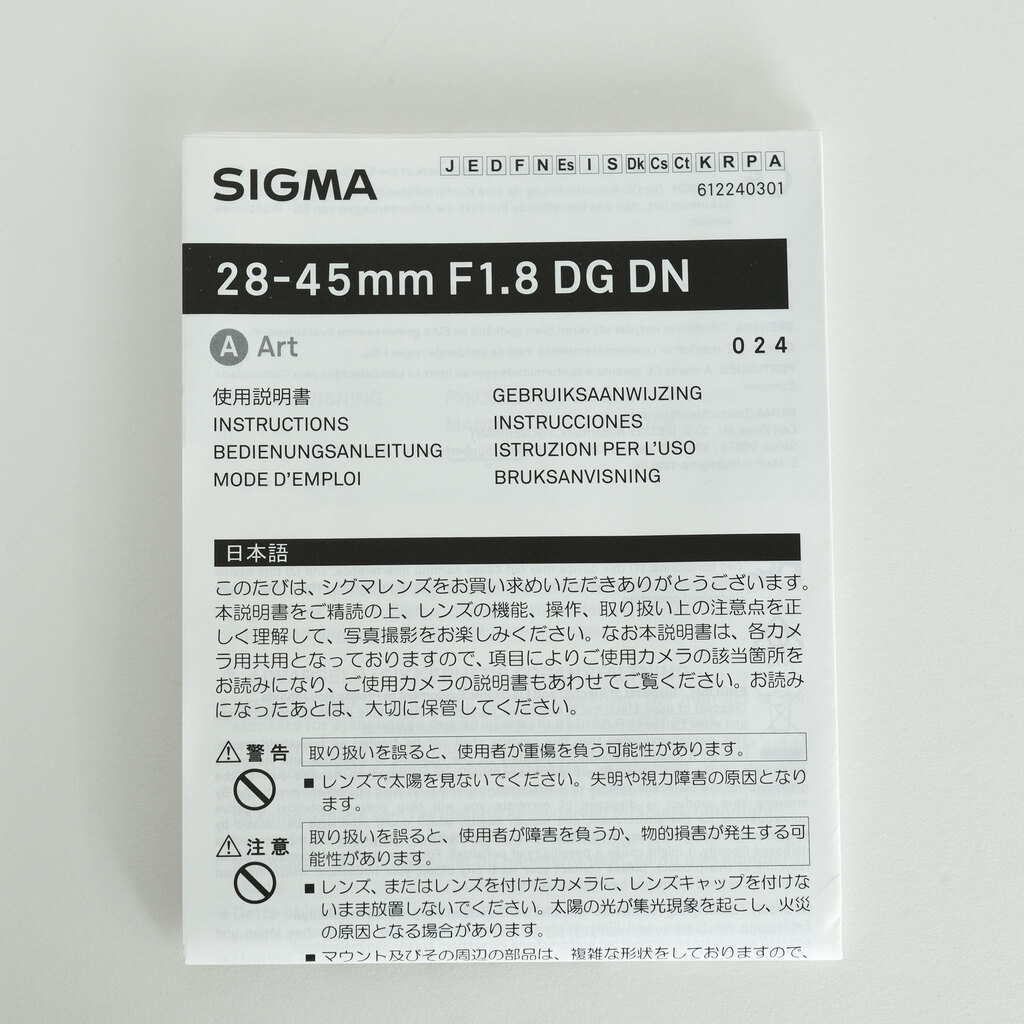 SIGMA
J E D F N Es I S Dk Cs Ct K R P A
612240301
28-45mm F1.8 DG DN
A Art
024
使用説明書
INSTRUCTIONS
BEDIENUNGSANLEITUNG
MODE D'EMPLOI
GEBRUIKSAANWIJZING
INSTRUCCIONES
ISTRUZIONI PER L'USO
BRUKSANVISNING
日本語
このたびは、シグマレンズをお買い求めいただきありがとうございます。
本説明書をご精読の上、レンズの機能、操作、取り扱い上の注意点を正
しく理解して、写真撮影をお楽しみください。なお本説明書は、各カメ
ラ用共用となっておりますので、項目によりご使用カメラの該当箇所を
お読みになり、ご使用カメラの説明書もあわせてご覧ください。お読み
になったあとは、大切に保管してください。
警告
取り扱いを誤ると、使用者が重傷を負う可能性があります。
■ レンズで太陽を見ないでください。失明や視力障害の原因となり
ます。
注意
取り扱いを誤ると、使用者が障害を負うか、物的損害が発生する可
能性があります。
■ レンズ、またはレンズを付けたカメラに、レンズキャップを付けな
いまま放置しないでください。太陽の光が集光現象を起こし、火災
の原因となる場合があります。
■ マウント及びその周辺の部品は、複雑な形状をしておりますので、